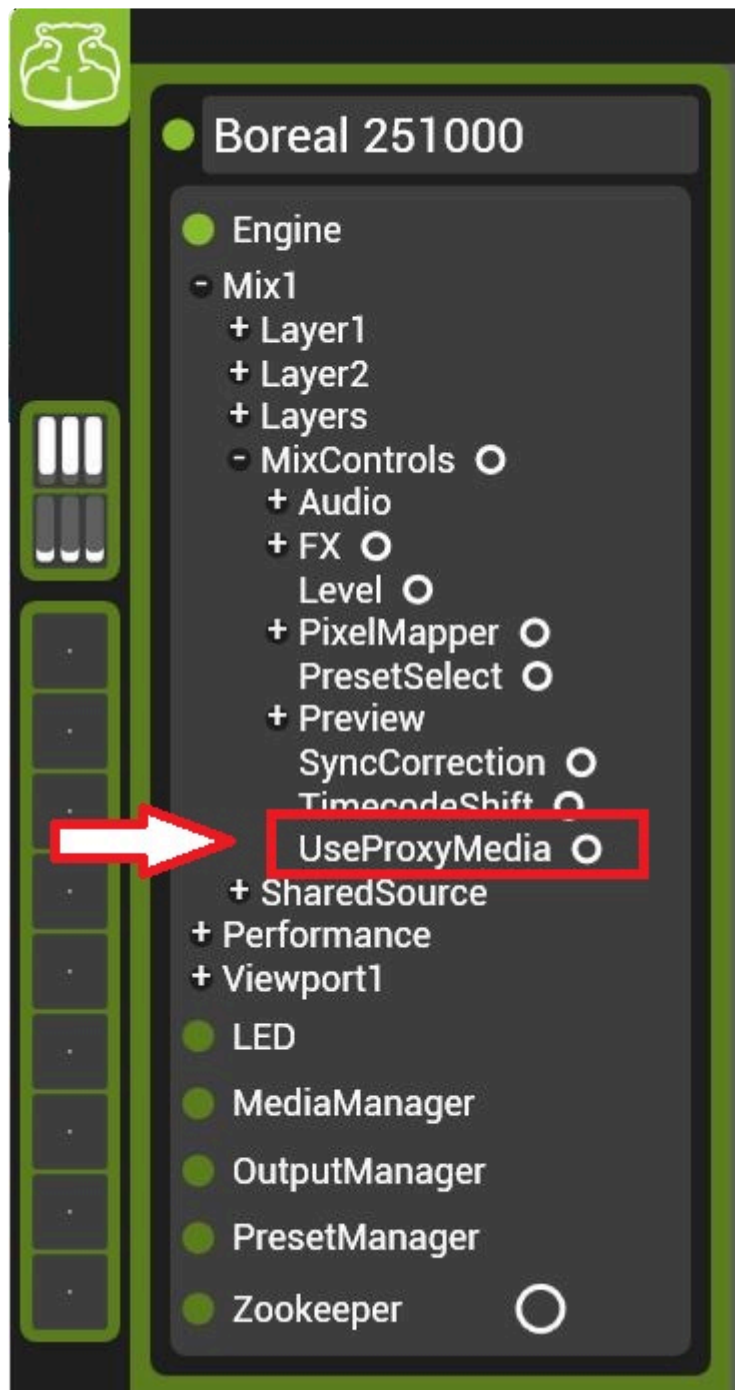 Boreal 251000
Engine
- Mix1
+ Layer1
+ Layer2
+ Layers
- MixControls
+ Audio
+ FX
Level
+ PixelMapper
PresetSelect
+ Preview
SyncCorrection
TimecodeShift
UseProxyMedia
+ SharedSource
+ Performance
+ Viewport1
LED
MediaManager
OutputManager
PresetManager
Zookeeper